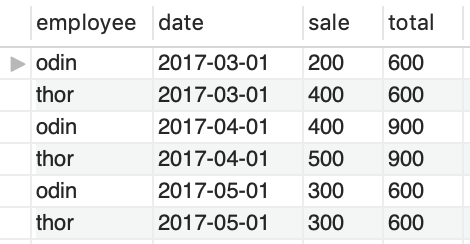 employee date sale total
odin 2017-03-01 200 600
thor 2017-03-01 400 600
odin 2017-04-01 400 900
thor 2017-04-01 500 900
odin 2017-05-01 300 600
thor 2017-05-01 300 600